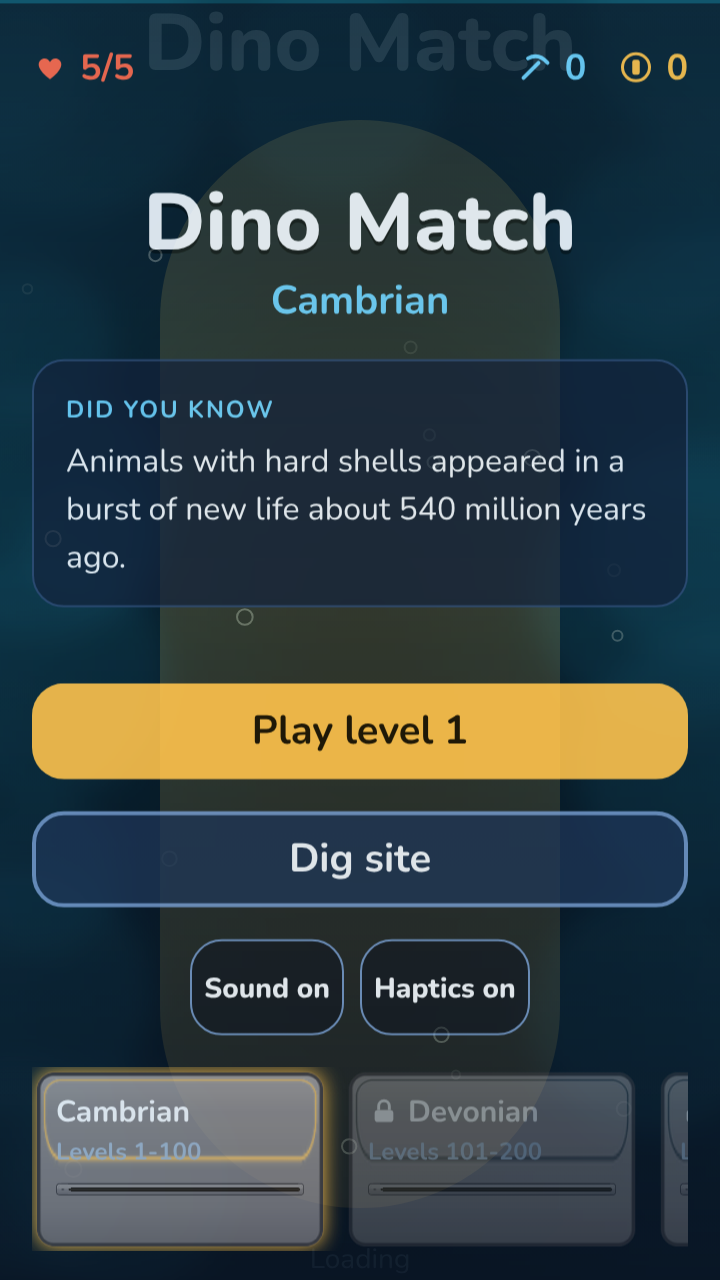 Dino Match
5/5
0
0
Dino Match
Cambrian
DID YOU KNOW
Animals with hard shells appeared in a
burst of new life about 540 million years
ago.
Play level 1
Dig site
Sound on
Haptics on
Cambrian
Levels 1-100
Devonian
Levels 101-200
Loading